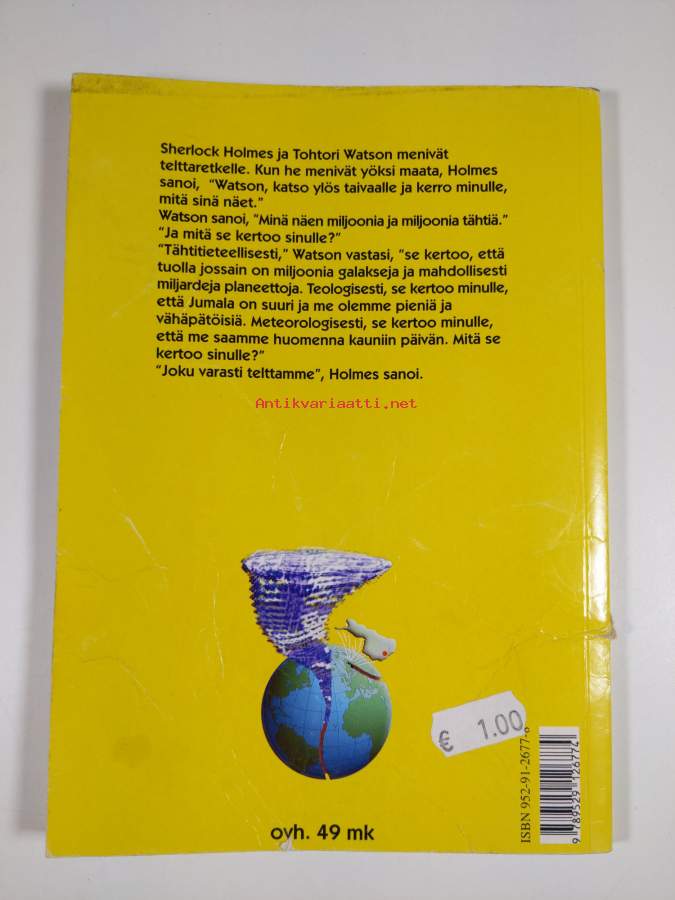 Sherlock Holmes ja Tohtori Watson menivät
telttaretkelle. Kun he menivät yöksi maata, Holmes
sanoi, "Watson, katso ylös taivaalle ja kerro minulle,
mitä sinä näet."
Watson sanoi, "Minä näen miljoonia ja miljoonia tähtiä."
"Ja mitä se kertoo sinulle?"
"Tähtitieteellisesti," Watson vastasi, "se kertoo, että
tuolla jossain on miljoonia galakseja ja mahdollisesti
miljardeja planeettoja. Teologisesti, se kertoo minulle,
että Jumala on suuri ja me olemme pieniä ja
vähäpätöisiä. Meteorologisesti, se kertoo minulle,
että me saamme huomenna kauniin päivän. Mitä se
kertoo sinulle?"
"Joku varasti telttamme", Holmes sanoi.
Antikvariaatti.net
€ 1.00
ISBN 952-91-2677-8
9 789529 126774
ovh. 49 mk